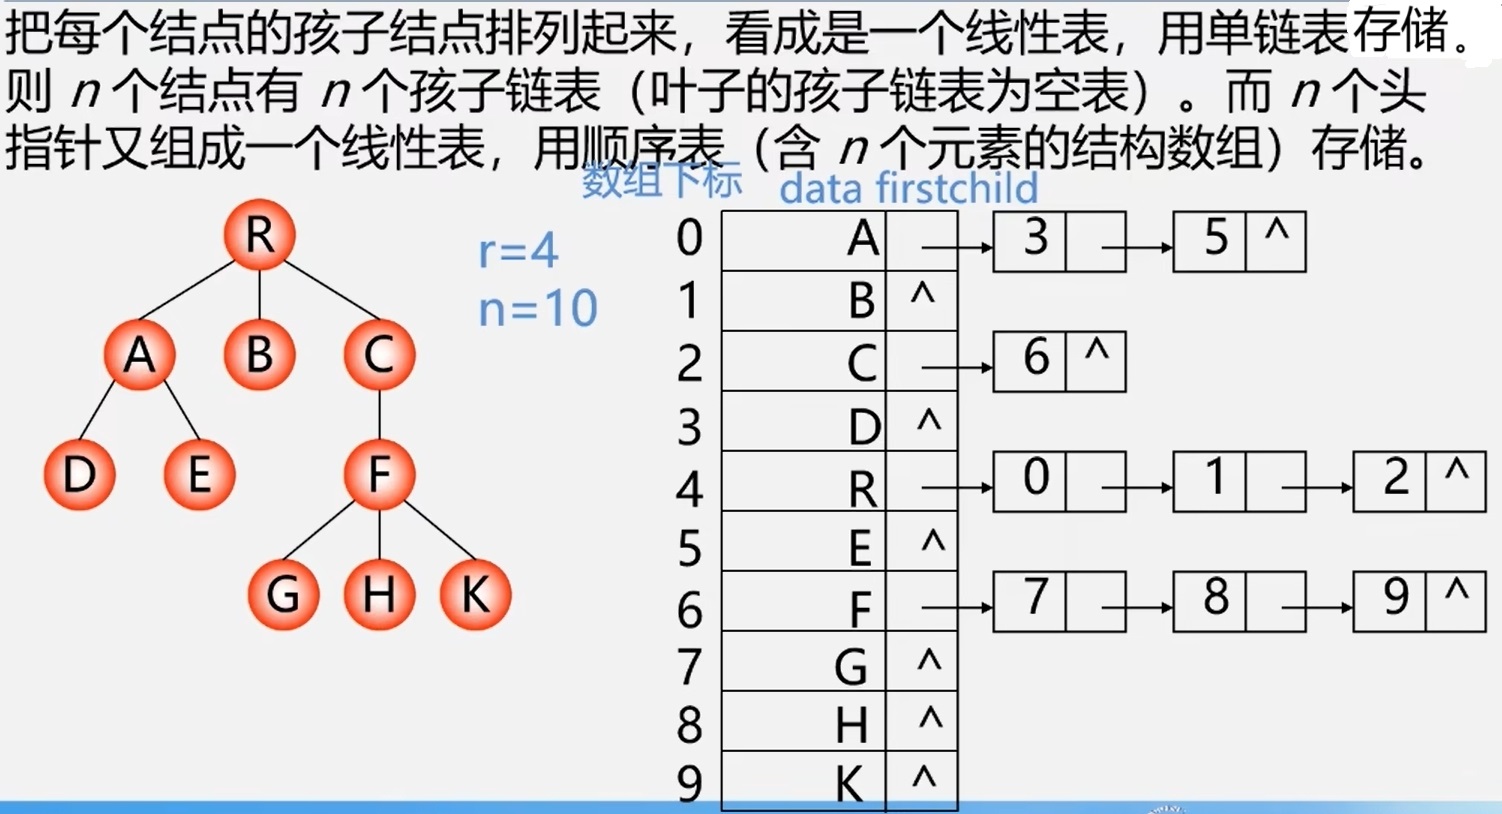 把每个结点的孩子结点排列起来，看成是一个线性表，用单链表存储。
则 n 个结点有 n 个孩子链表（叶子的孩子链表为空表）。而 n 个头
指针又组成一个线性表，用顺序表（含 n 个元素的结构数组）存储。
数组下标 data firstchild
R
A B C
D E F
G H K
r=4
n=10
0 A 3 5 ^
1 B ^
2 C 6 ^
3 D ^
4 R 0 1 2 ^
5 E ^
6 F 7 8 9 ^
7 G ^
8 H ^
9 K ^